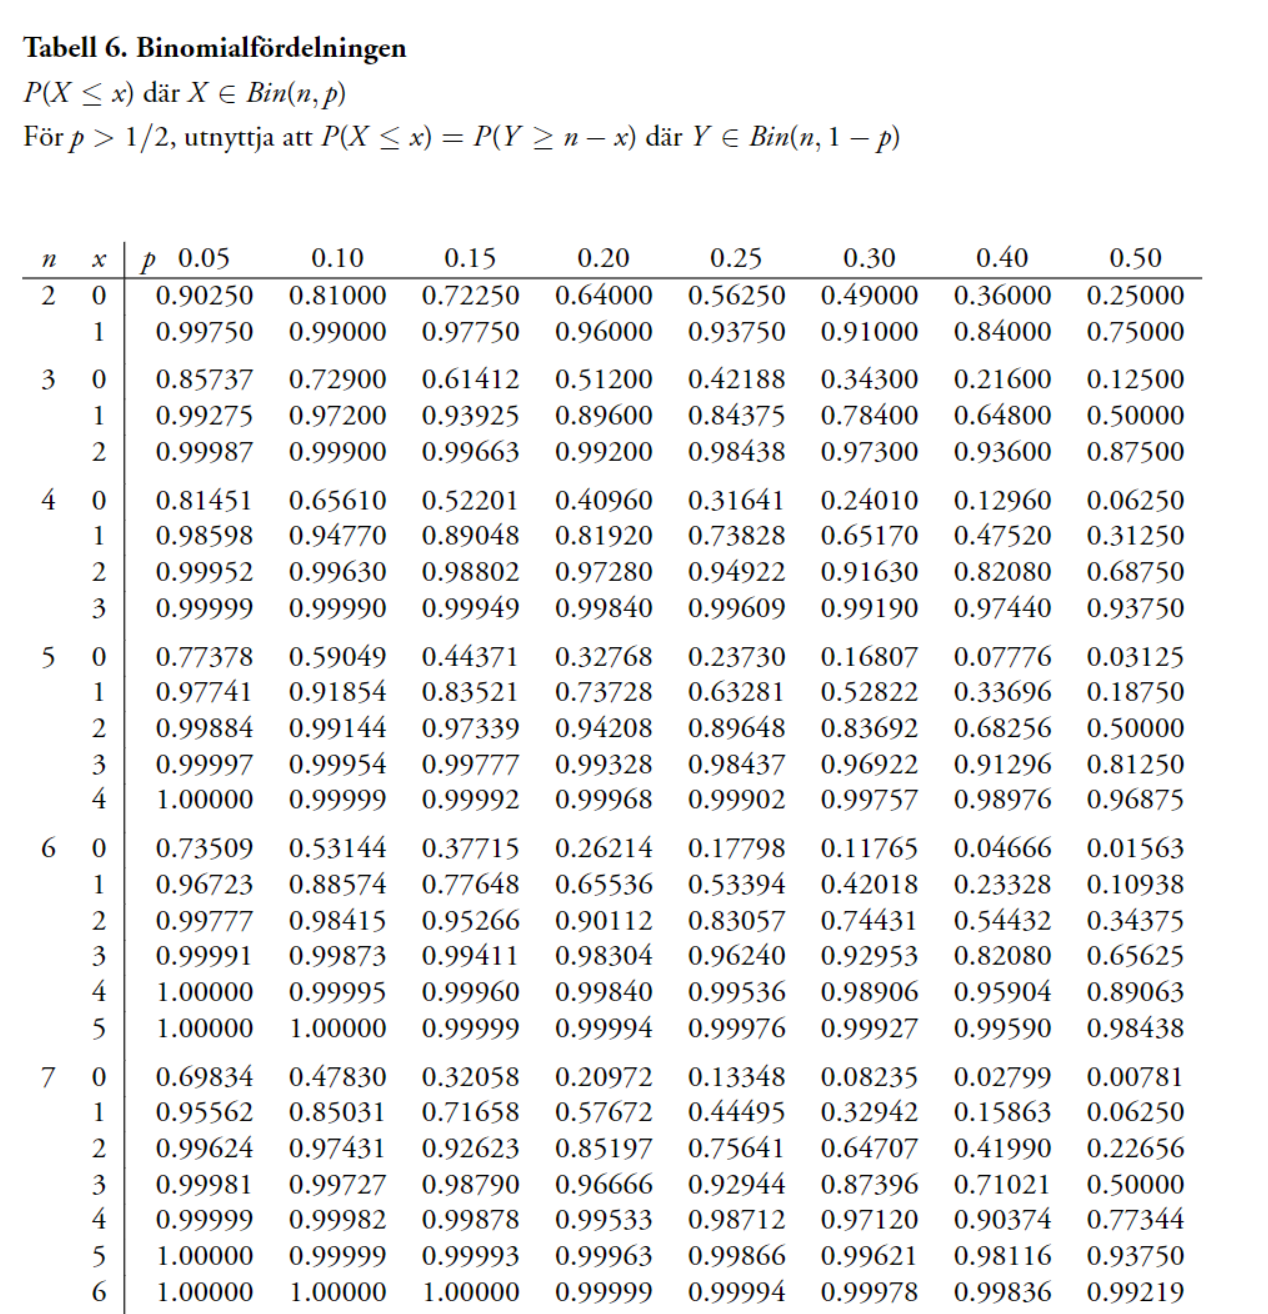 Tabell 6. Binomialfördelningen
P(X ≤ x) där X ∈ Bin(n, p)
För p > 1/2, utnyttja att P(X ≤ x) = P(Y ≥ n − x) där Y ∈ Bin(n, 1 − p)
n x p 0.05 0.10 0.15 0.20 0.25 0.30 0.40 0.50
2 0 0.90250 0.81000 0.72250 0.64000 0.56250 0.49000 0.36000 0.25000
1 0.99750 0.99000 0.97750 0.96000 0.93750 0.91000 0.84000 0.75000
3 0 0.85737 0.72900 0.61412 0.51200 0.42188 0.34300 0.21600 0.12500
1 0.99275 0.97200 0.93925 0.89600 0.84375 0.78400 0.64800 0.50000
2 0.99987 0.99900 0.99663 0.99200 0.98438 0.97300 0.93600 0.87500
4 0 0.81451 0.65610 0.52201 0.40960 0.31641 0.24010 0.12960 0.06250
1 0.98598 0.94770 0.89048 0.81920 0.73828 0.65170 0.47520 0.31250
2 0.99952 0.99630 0.98802 0.97280 0.94922 0.91630 0.82080 0.68750
3 0.99999 0.99990 0.99949 0.99840 0.99609 0.99190 0.97440 0.93750
5 0 0.77378 0.59049 0.44371 0.32768 0.23730 0.16807 0.07776 0.03125
1 0.97741 0.91854 0.83521 0.73728 0.63281 0.52822 0.33696 0.18750
2 0.99884 0.99144 0.97339 0.94208 0.89648 0.83692 0.68256 0.50000
3 0.99997 0.99954 0.99777 0.99328 0.98437 0.96922 0.91296 0.81250
4 1.00000 0.99999 0.99992 0.99968 0.99902 0.99757 0.98976 0.96875
6 0 0.73509 0.53144 0.37715 0.26214 0.17798 0.11765 0.04666 0.01563
1 0.96723 0.88574 0.77648 0.65536 0.53394 0.42018 0.23328 0.10938
2 0.99777 0.98415 0.95266 0.90112 0.83057 0.74431 0.54432 0.34375
3 0.99991 0.99873 0.99411 0.98304 0.96240 0.92953 0.82080 0.65625
4 1.00000 0.99995 0.99960 0.99840 0.99536 0.98906 0.95904 0.89063
5 1.00000 1.00000 0.99999 0.99994 0.99976 0.99927 0.99590 0.98438
7 0 0.69834 0.47830 0.32058 0.20972 0.13348 0.08235 0.02799 0.00781
1 0.95562 0.85031 0.71658 0.57672 0.44495 0.32942 0.15863 0.06250
2 0.99624 0.97431 0.92623 0.85197 0.75641 0.64707 0.41990 0.22656
3 0.99981 0.99727 0.98790 0.96666 0.92944 0.87396 0.71021 0.50000
4 0.99999 0.99982 0.99878 0.99533 0.98712 0.97120 0.90374 0.77344
5 1.00000 0.99999 0.99993 0.99963 0.99866 0.99621 0.98116 0.93750
6 1.00000 1.00000 1.00000 0.99999 0.99994 0.99978 0.99836 0.99219